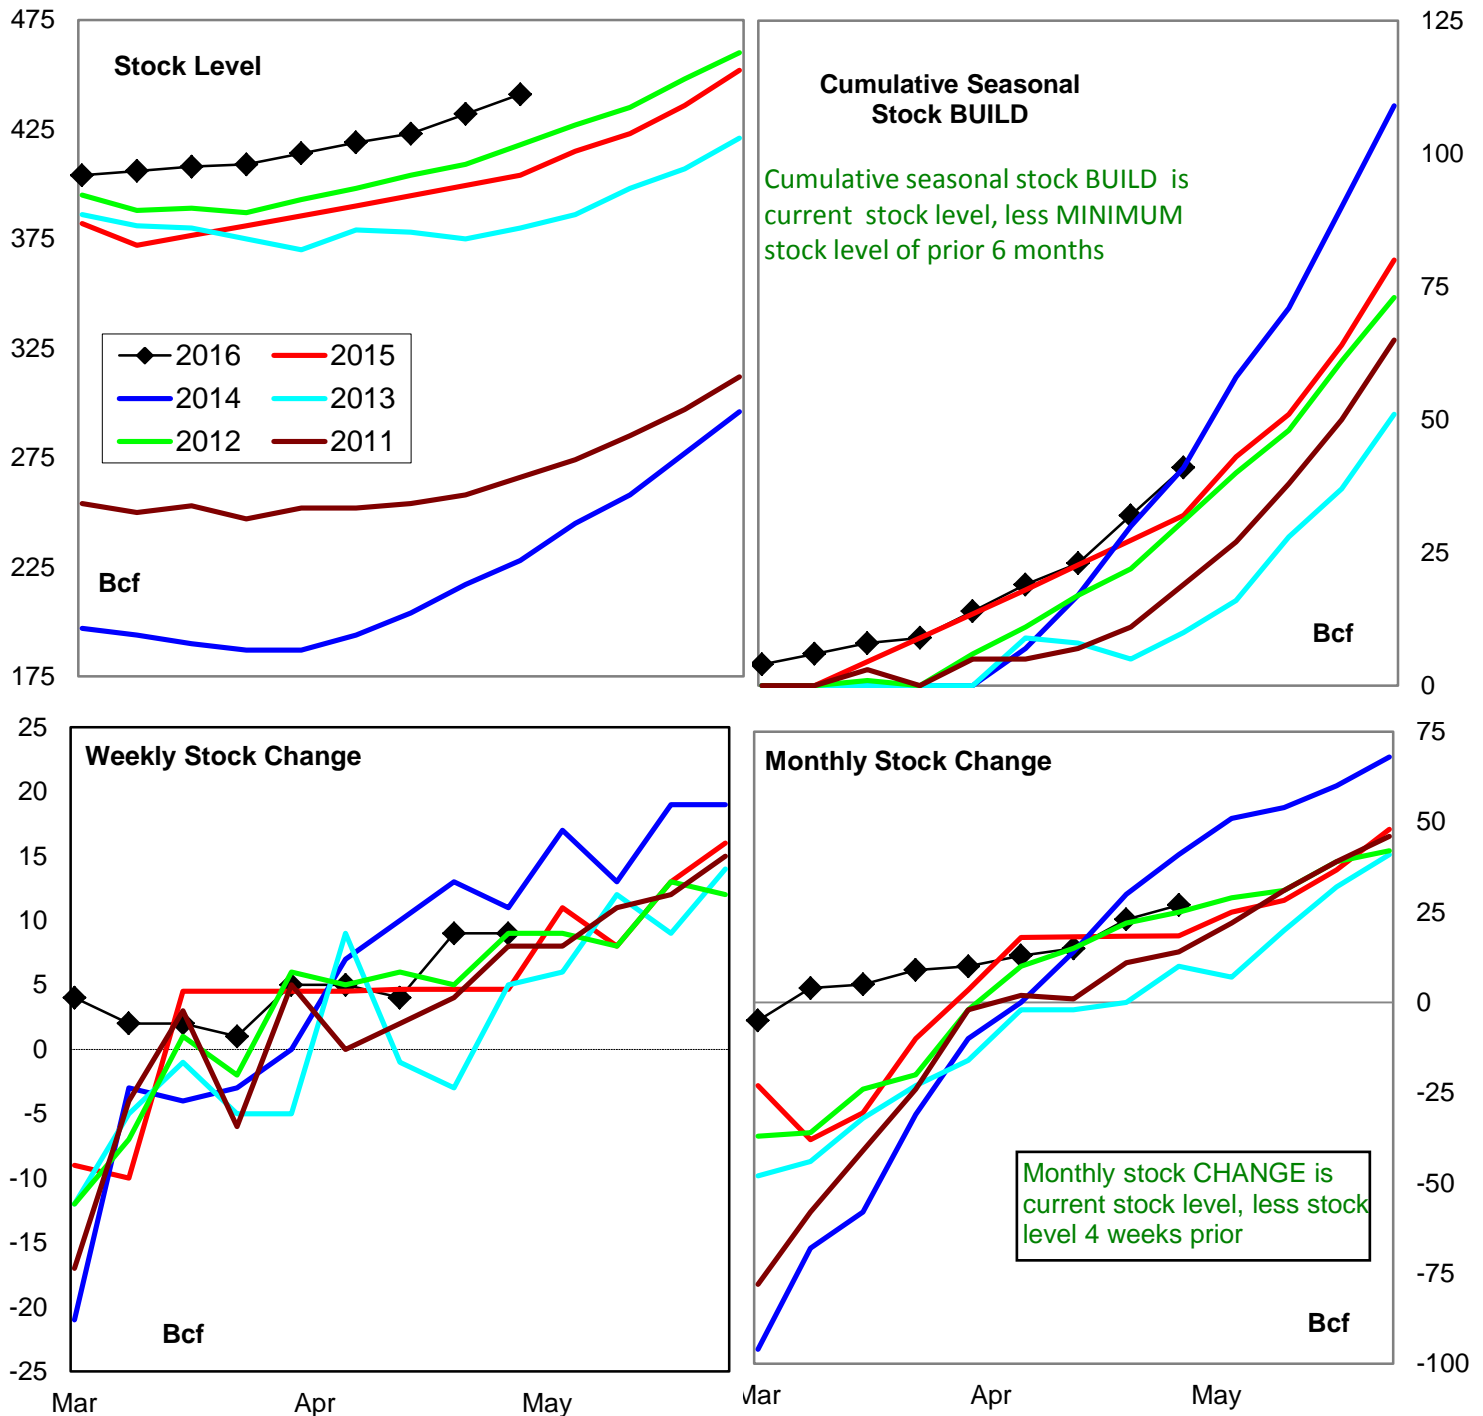 475
425
375
325
275
225
175
Stock Level
2016
2015
2014
2013
2012
2011
Bcf
125
100
75
50
25
0
Cumulative Seasonal
Stock BUILD
Cumulative seasonal stock BUILD is
current stock level, less MINIMUM
stock level of prior 6 months
Bcf
25
20
15
10
5
0
-5
-10
-15
-20
-25
Weekly Stock Change
Bcf
Mar
Apr
May
75
50
25
0
-25
-50
-75
-100
Monthly Stock Change
Monthly stock CHANGE is
current stock level, less stock
level 4 weeks prior
Bcf
Mar
Apr
May